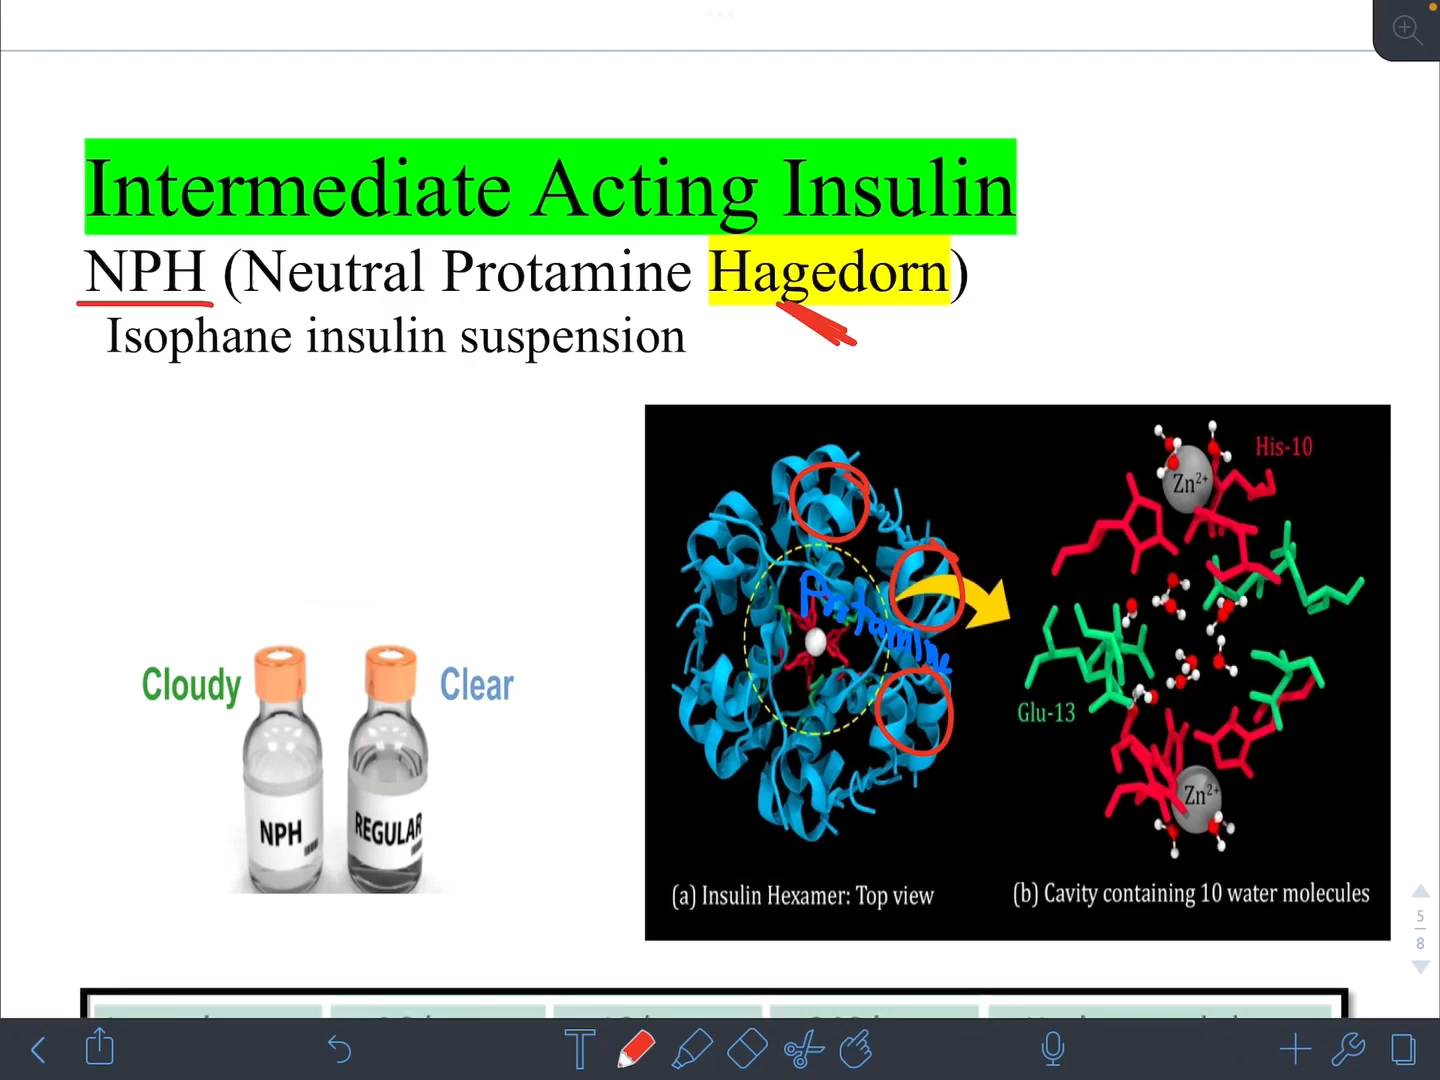 Intermediate Acting Insulin
NPH (Neutral Protamine Hagedorn)
Isophane insulin suspension
Cloudy
Clear
NPH
REGULAR
Protamine
His-10
Zn2+
Glu-13
Zn2+
(a) Insulin Hexamer: Top view
(b) Cavity containing 10 water molecules
5
8
T